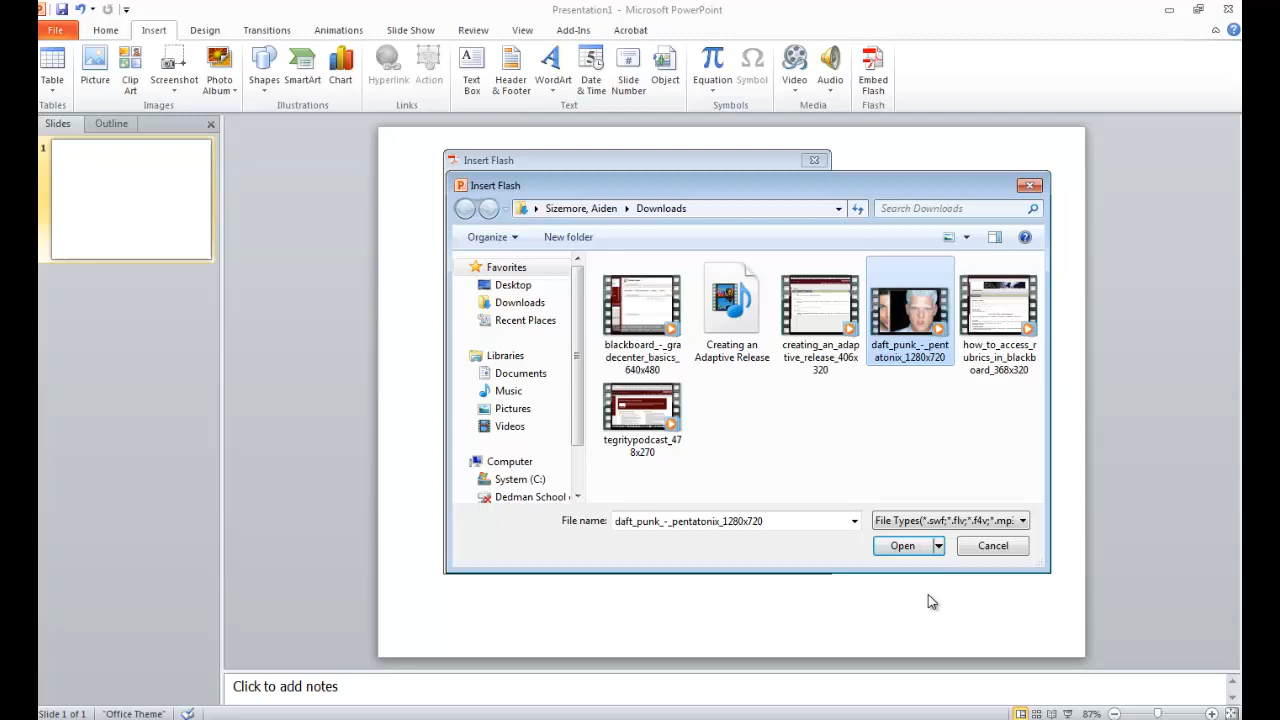 Presentation1 - Microsoft PowerPoint
File Home Insert Design Transitions Animations Slide Show Review View Add-Ins Acrobat
Table
Picture
Clip Art
Screenshot
Photo Album
Shapes
SmartArt
Chart
Hyperlink
Action
Text Box
Header & Footer
WordArt
Date & Time
Slide Number
Object
Equation
Symbol
Video
Audio
Embed Flash
Tables Images Illustrations Links Text Symbols Media Flash
Slides Outline
1
Insert Flash
Insert Flash
Sizemore, Aiden Downloads
Search Downloads
Organize New folder
Favorites
Desktop
Downloads
Recent Places
Libraries
Documents
Music
Pictures
Videos
Computer
System (C:)
Dedman School
blackboard_-_gra
decenter_basics_
640x480
Creating an
Adaptive Release
creating_an_adap
tive_release_406x
320
daft_punk_-_pent
atonix_1280x720
how_to_access_r
ubrics_in_blackb
oard_368x320
tegritypodcast_47
8x270
File name: daft_punk_-_pentatonix_1280x720
File Types(*.swf;*.flv;*.f4v;*.mp:
Open Cancel
Click to add notes
Slide 1 of 1 "Office Theme" 87%